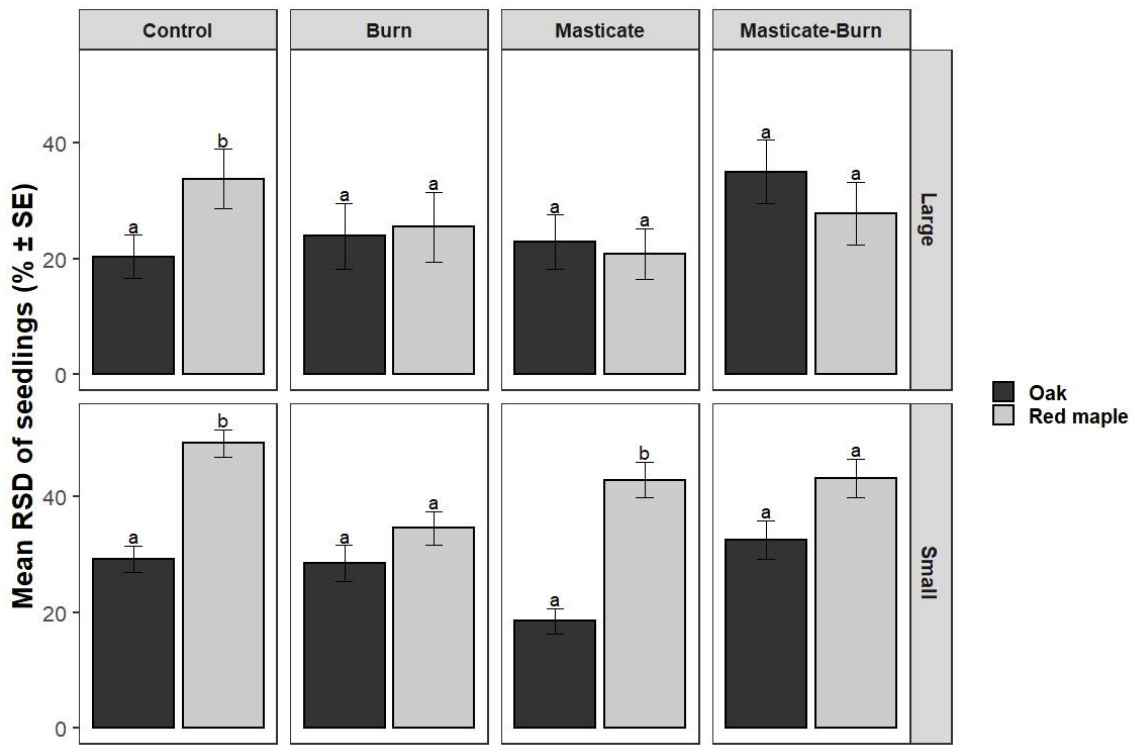 Control Burn Masticate Masticate-Burn
Mean RSD of seedlings (% ± SE)
40
20
0
a b
a a
a a
a a
Large
40
20
0
a b
a a
a b
a a
Small
Oak
Red maple